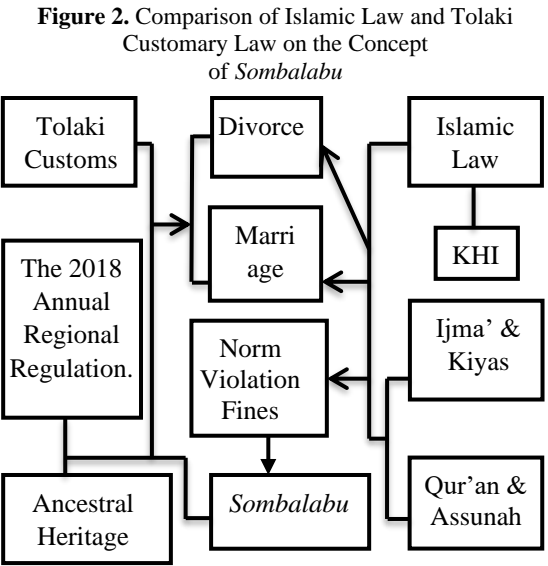 Figure 2. Comparison of Islamic Law and Tolaki
Customary Law on the Concept
of Sombalabu
Tolaki
Customs
Divorce
Islamic
Law
Marri
age
KHI
The 2018
Annual
Regional
Regulation.
Norm
Violation
Fines
Ijma' &
Kiyas
Ancestral
Heritage
Sombalabu
Qur'an &
Assunah